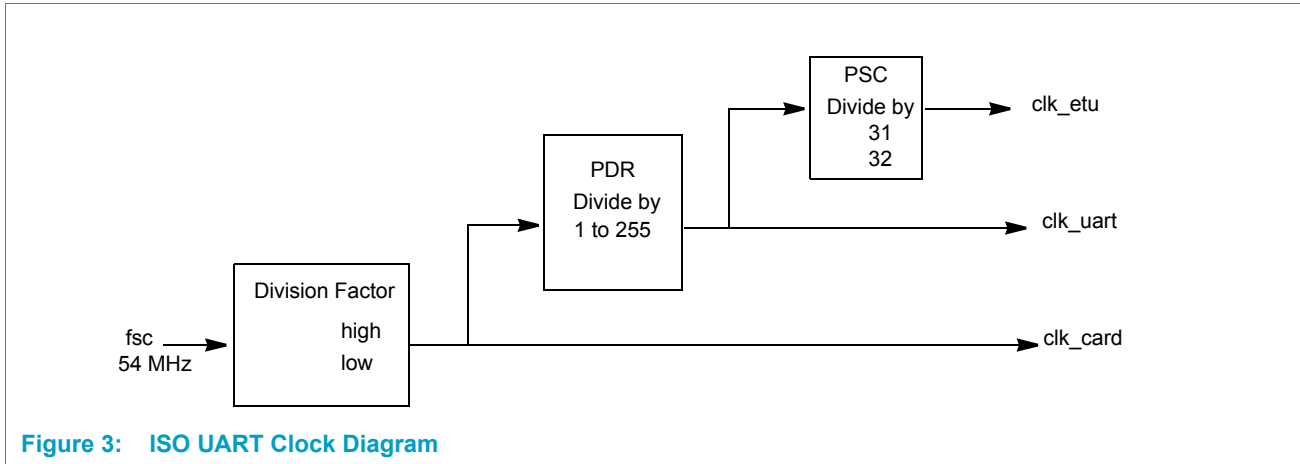 PSC
Divide by
31
32
clk_etu
PDR
Divide by
1 to 255
clk_uart
Division Factor
high
low
fsc
54 MHz
clk_card
Figure 3: ISO UART Clock Diagram